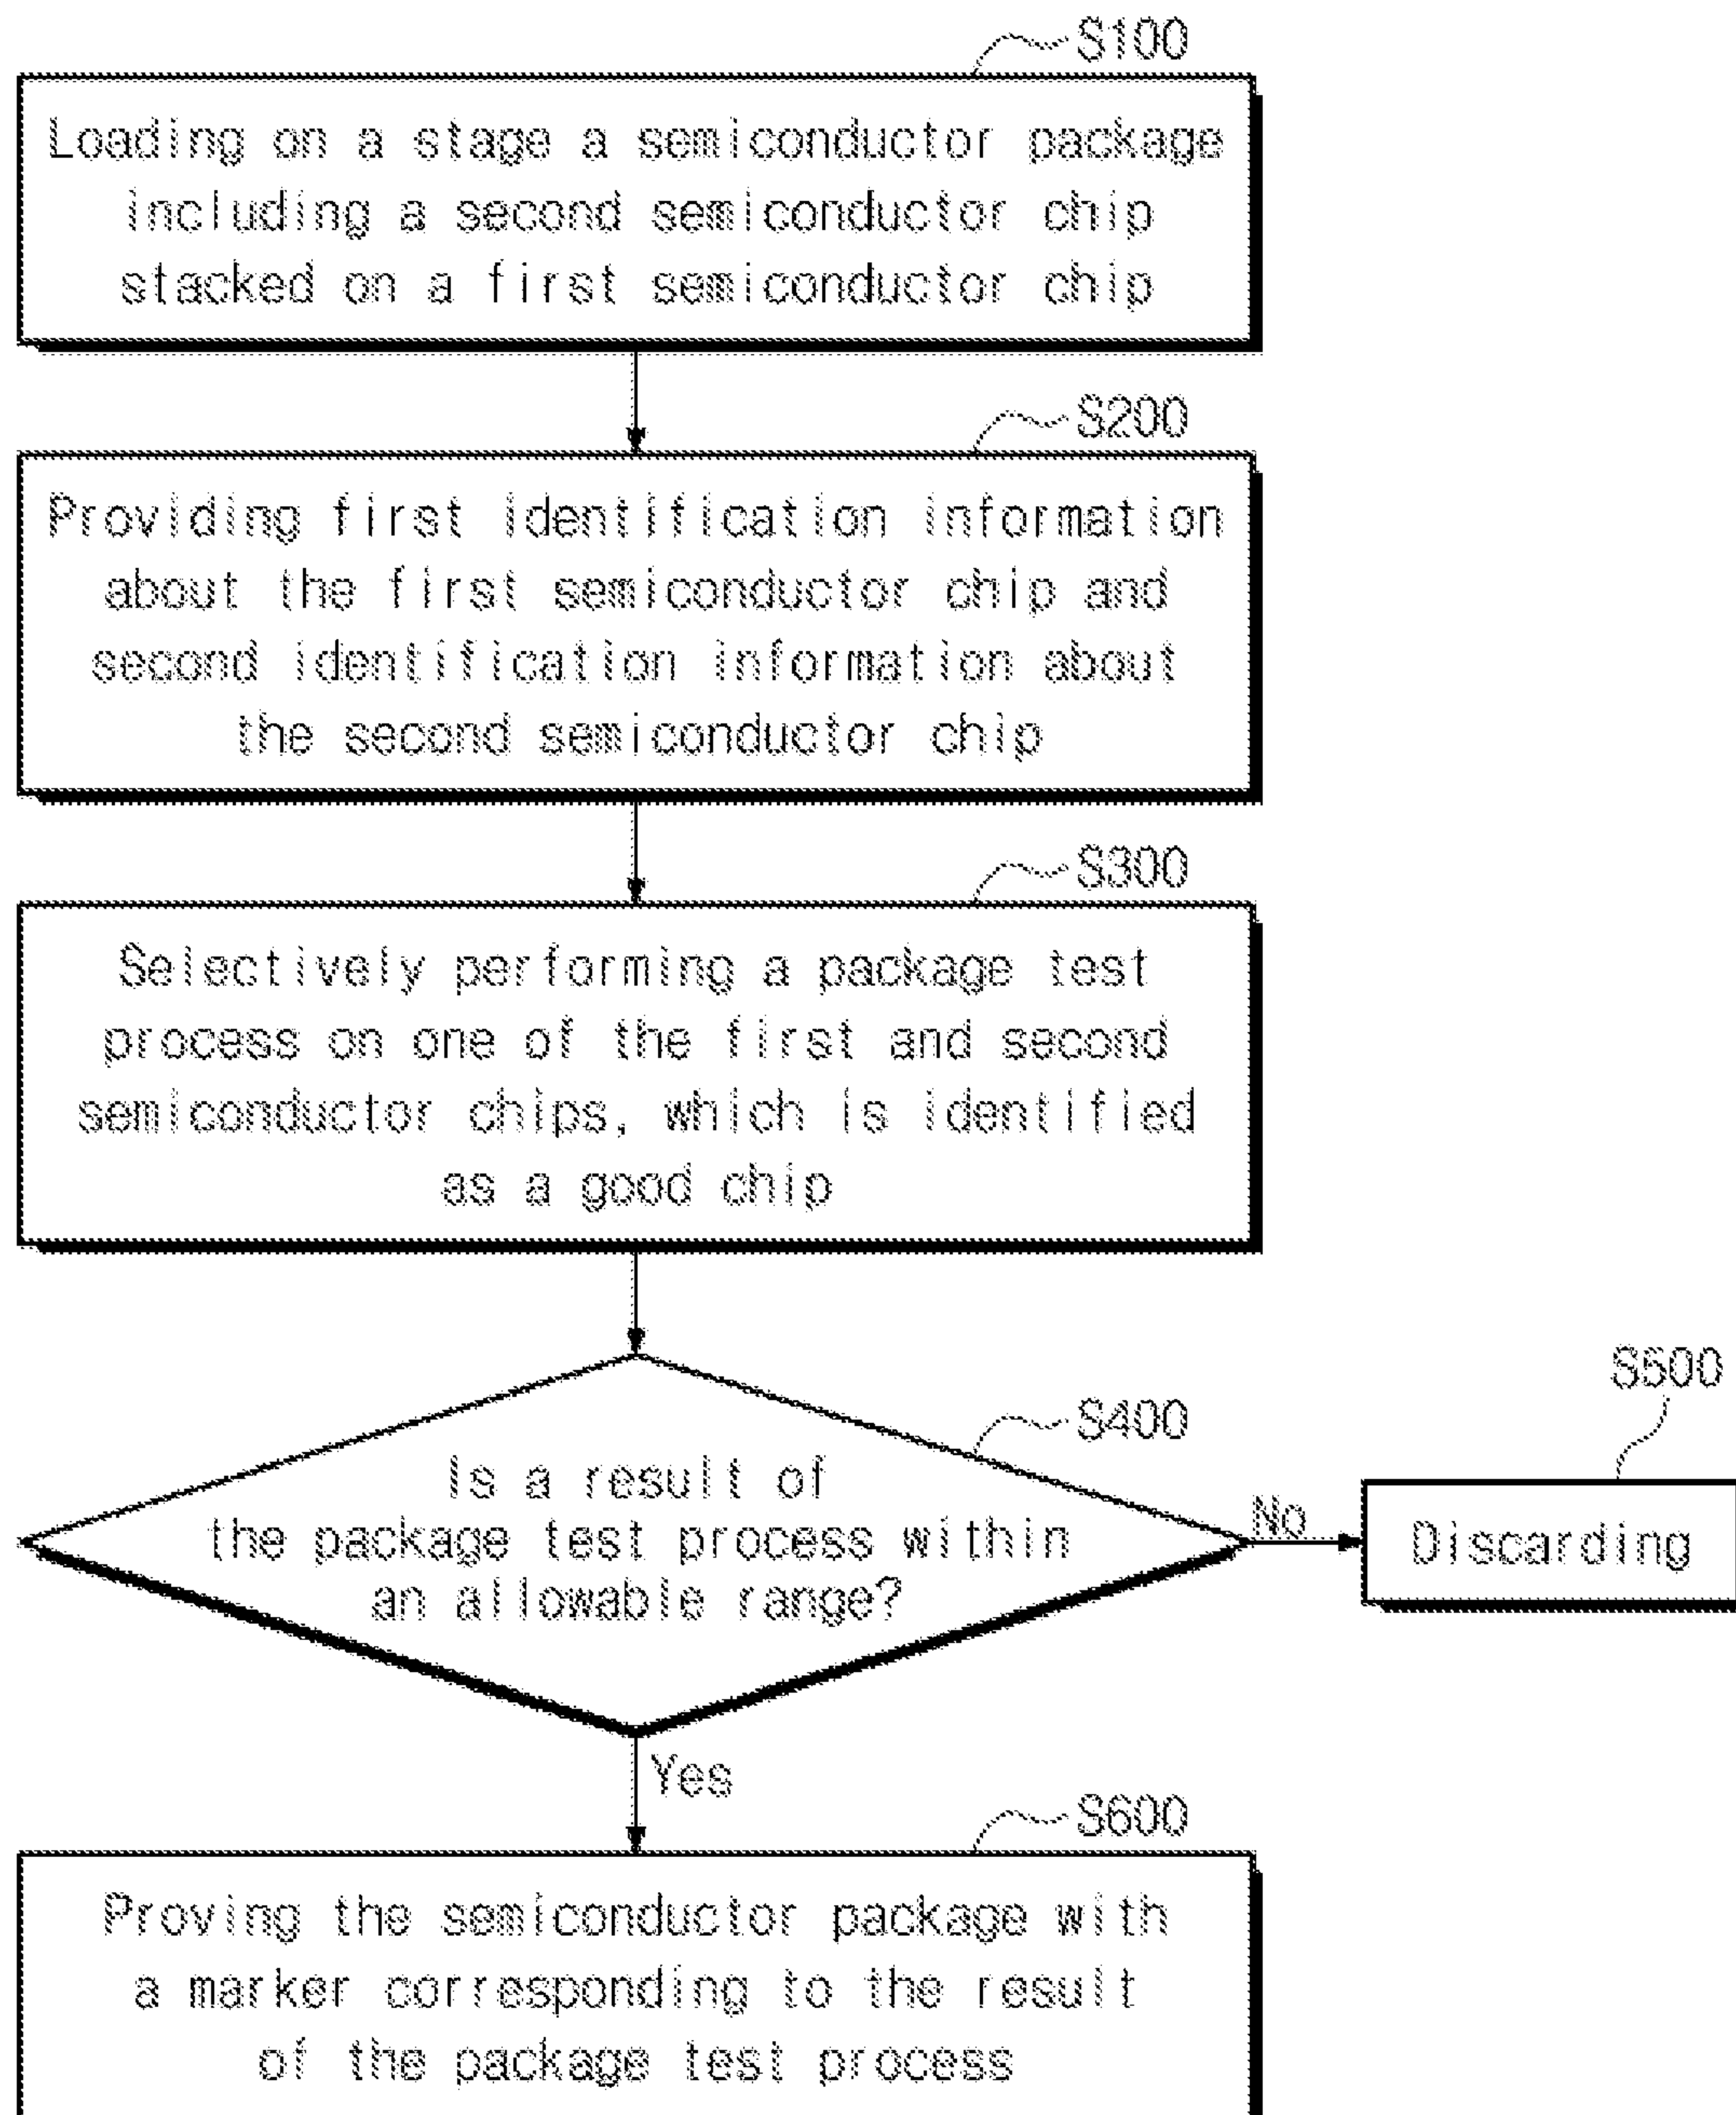 S100
Loading on a stage a semiconductor package
including a second semiconductor chip
stacked on a first semiconductor chip
S200
Providing first identification information
about the first semiconductor chip and
second identification information about
the second semiconductor chip
S300
Selectively performing a package test
process on one of the first and second
semiconductor chips, which is identified
as a good chip
S400
Is a result of
the package test process within
an allowable range?
No
S500
Discarding
Yes
S600
Proving the semiconductor package with
a marker corresponding to the result
of the package test process